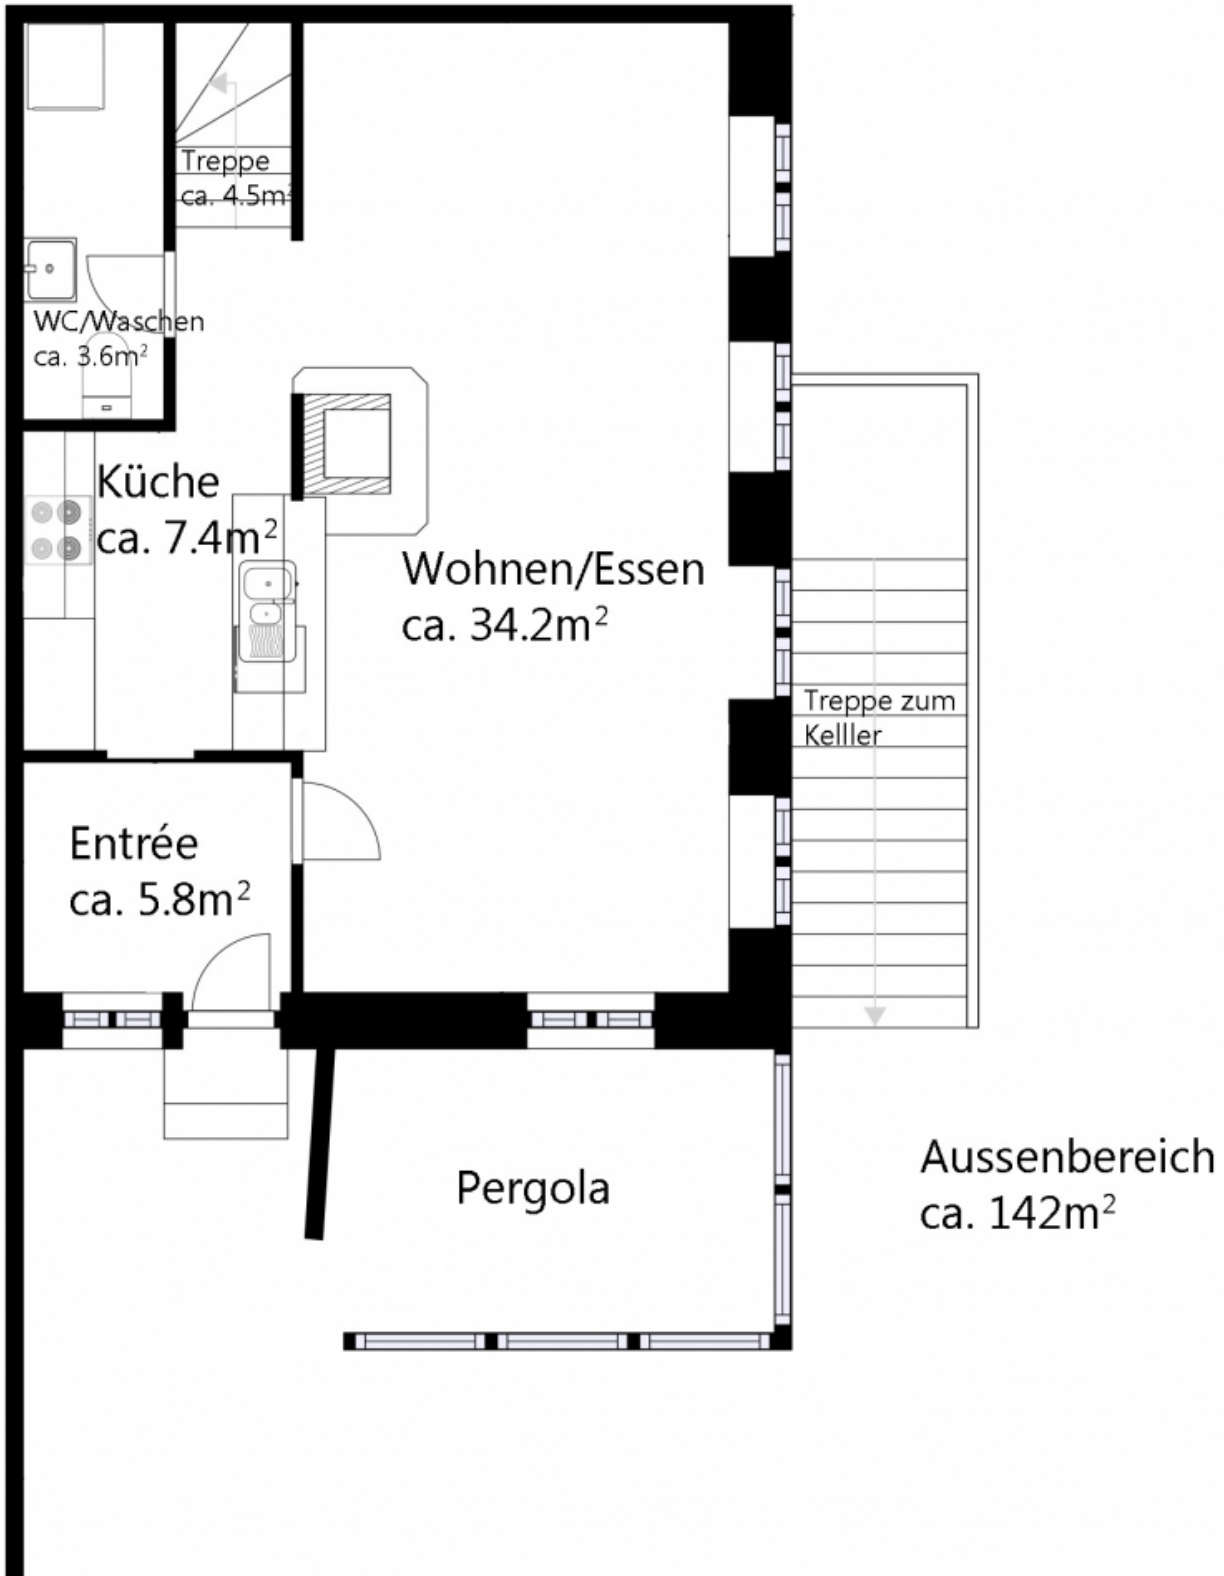 Treppe
ca. 4.5m²
WC/Waschen
ca. 3.6m²
Küche
ca. 7.4m²
Wohnen/Essen
ca. 34.2m²
Treppe zum
Kelller
Entrée
ca. 5.8m²
Pergola
Aussenbereich
ca. 142m²